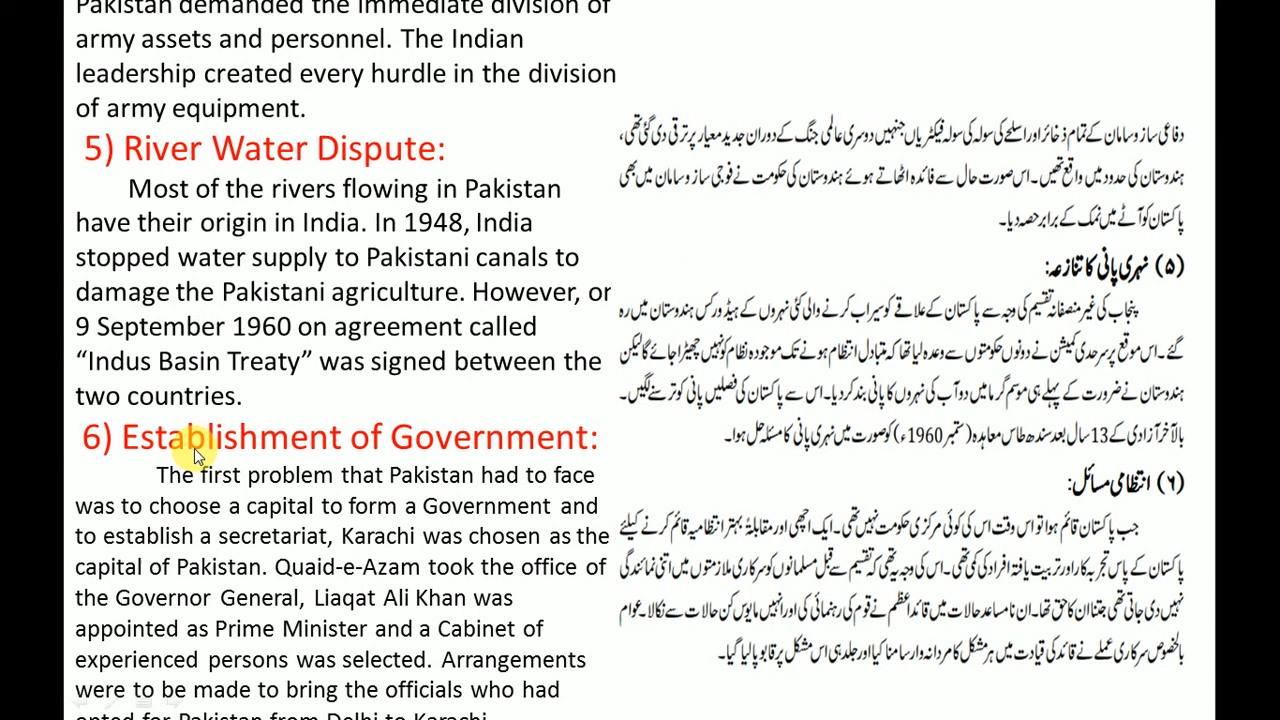 Pakistan demanded the immediate division of
army assets and personnel. The Indian
leadership created every hurdle in the division
of army equipment.
5) River Water Dispute:
Most of the rivers flowing in Pakistan
have their origin in India. In 1948, India
stopped water supply to Pakistani canals to
damage the Pakistani agriculture. However, or
9 September 1960 on agreement called
“Indus Basin Treaty” was signed between the
two countries.
6) Establishment of Government:
The first problem that Pakistan had to face
was to choose a capital to form a Government and
to establish a secretariat, Karachi was chosen as the
capital of Pakistan. Quaid-e-Azam took the office of
the Governor General, Liaqat Ali Khan was
appointed as Prime Minister and a Cabinet of
experienced persons was selected. Arrangements
were to be made to bring the officials who had
opted for Pakistan from Delhi to Karachi.
دفاعی ساز و سامان کے تمام ذخائر اور اسلحے کی سولہ کی سولہ فیکٹریاں جنہیں دوسری عالمی جنگ کے دوران جدید معیار پر ترقی دی گئی تھی،
ہندوستان کی حدود میں واقع تھیں۔ اس صورت حال سے فائدہ اٹھاتے ہوئے ہندوستان کی حکومت نے فوجی ساز و سامان میں بھی
پاکستان کو آٹے میں نمک کے برابر حصہ دیا۔
(۵) نہری پانی کا تنازعہ:
پنجاب کی غیر منصفانہ تقسیم کی وجہ سے پاکستان کے علاقے کو سیراب کرنے والی کئی نہروں کے ہیڈ ورکس ہندوستان میں رہ
گئے۔ اس موقع پر سرحدی کمیشن نے دونوں حکومتوں سے وعدہ لیا تھا کہ متبادل انتظام ہونے تک موجودہ نظام کو نہیں چھیڑا جائے گا لیکن
ہندوستان نے ضرورت کے پہلے ہی موسم گرما میں دو آب کی نہروں کا پانی بند کر دیا۔ اس سے پاکستان کی فصلیں پانی کو ترسنے لگیں۔
بالآخر آزادی کے 13 سال بعد سندھ طاس معاہدہ (ستمبر 1960ء) کو صورت میں نہری پانی کا مسئلہ حل ہوا۔
(۶) انتظامی مسائل:
جب پاکستان قائم ہوا تو اس وقت اس کی کوئی مرکزی حکومت نہیں تھی۔ ایک اچھی اور مقابلۃً بہتر انتظامیہ قائم کرنے کیلئے
پاکستان کے پاس تجربہ کار اور تربیت یافتہ افراد کی کمی تھی۔ اس کی وجہ یہ تھی کہ تقسیم سے قبل مسلمانوں کو سرکاری ملازمتوں میں اتنی نمائندگی
نہیں دی جاتی تھی جتنا ان کا حق تھا۔ ان نامساعد حالات میں قائد اعظم نے قوم کی رہنمائی کی اور انہیں مایوس کن حالات سے نکالا۔ عوام
بالخصوص سرکاری عملے نے قائد کی قیادت میں ہر مشکل کا مردانہ وار سامنا کیا اور جلد ہی اس مشکل پر قابو پا لیا گیا۔